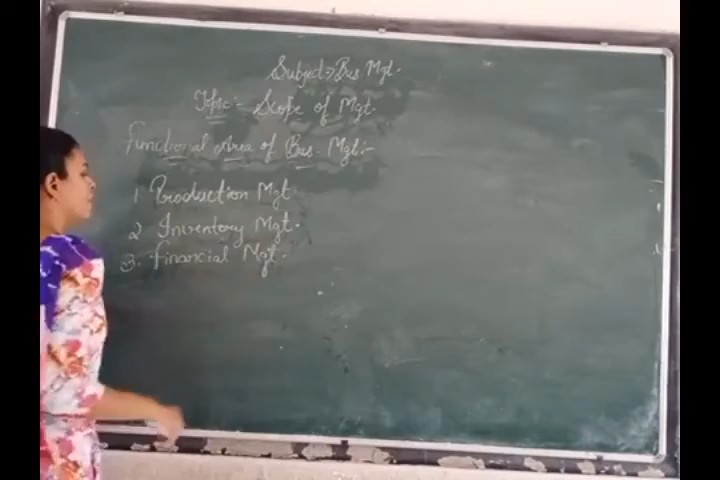 Subject:> Bus. Mgt.
Topic:- Scope of Mgt.
Functional Area of Bus. Mgt:-
1 Production Mgt
2 Inventory Mgt.
3. Financial Mgt.